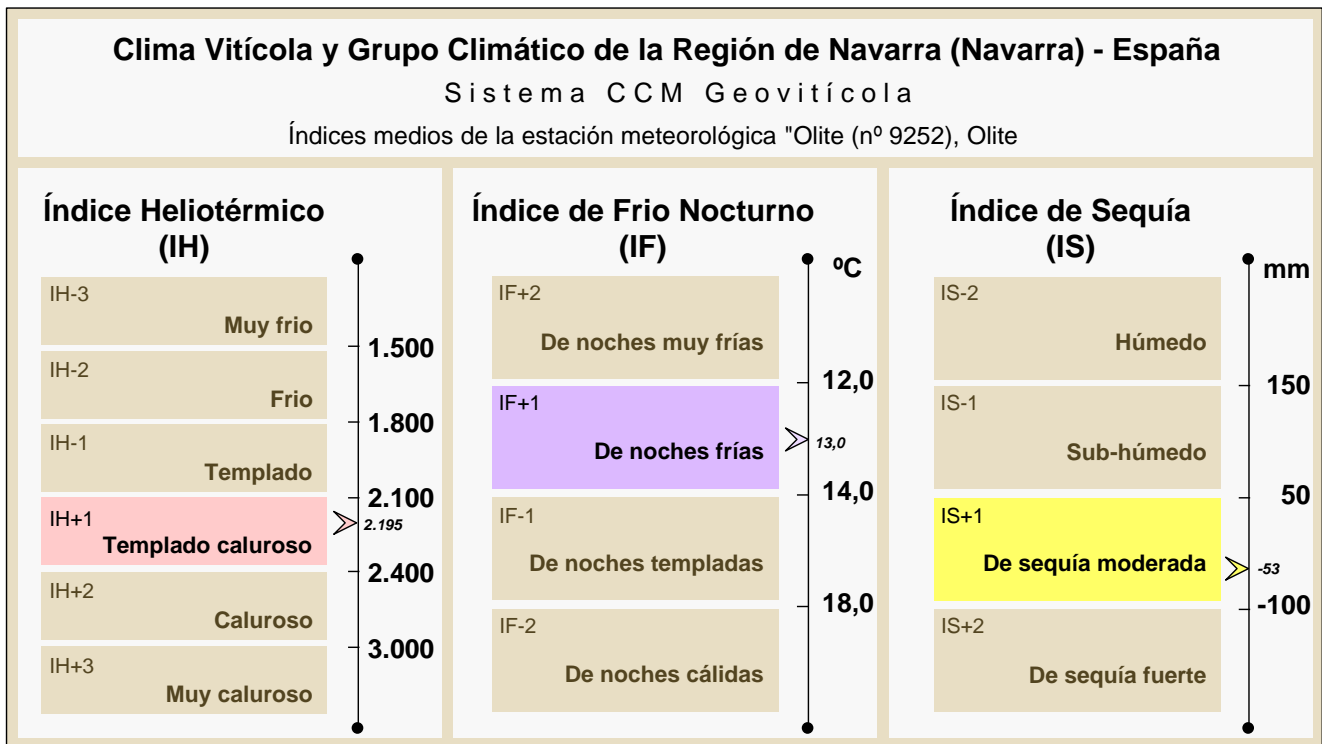 Clima Vitícola y Grupo Climático de la Región de Navarra (Navarra) - España
Sistema CCM Geovitícola
Índices medios de la estación meteorológica "Olite (nº 9252), Olite
Índice Heliotérmico
(IH)
IH-3
Muy frio
1.500
IH-2
Frio
1.800
IH-1
Templado
2.100
IH+1
Templado caluroso
2.195
2.400
IH+2
Caluroso
3.000
IH+3
Muy caluroso
Índice de Frio Nocturno
(IF)
ºC
IF+2
De noches muy frías
12,0
IF+1
De noches frías
13,0
14,0
IF-1
De noches templadas
18,0
IF-2
De noches cálidas
Índice de Sequía
(IS)
mm
IS-2
Húmedo
150
IS-1
Sub-húmedo
50
IS+1
De sequía moderada
-53
-100
IS+2
De sequía fuerte